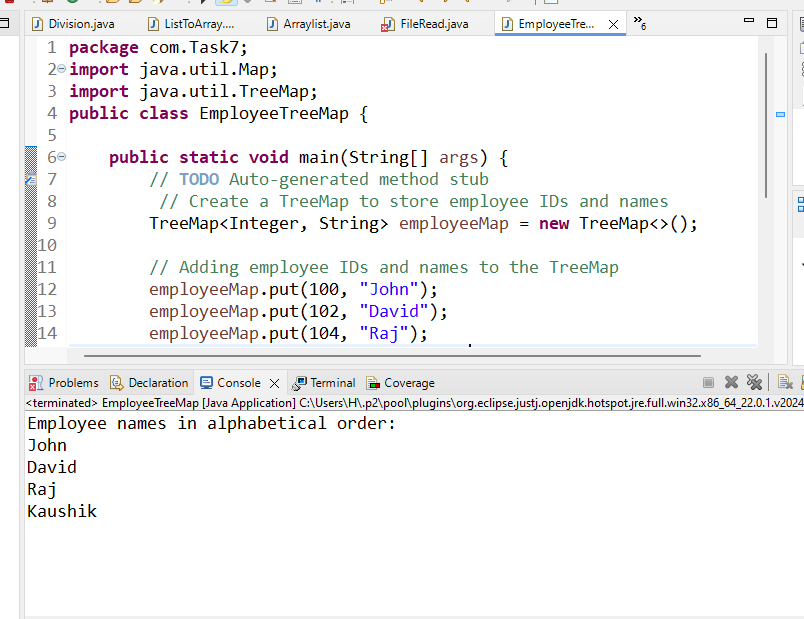 Division.java
ListToArray....
Arraylist.java
FileRead.java
EmployeeTre...
»6
1 package com.Task7;
2 import java.util.Map;
3 import java.util.TreeMap;
4 public class EmployeeTreeMap {
5
6 public static void main(String[] args) {
7 // TODO Auto-generated method stub
8 // Create a TreeMap to store employee IDs and names
9 TreeMap<Integer, String> employeeMap = new TreeMap<>();
10
11 // Adding employee IDs and names to the TreeMap
12 employeeMap.put(100, "John");
13 employeeMap.put(102, "David");
14 employeeMap.put(104, "Raj");
Problems
Declaration
Console
Terminal
Coverage
<terminated> EmployeeTreeMap [Java Application] C:\Users\H\.p2\pool\plugins\org.eclipse.justj.openjdk.hotspot.jre.full.win32.x86_64_22.0.1.v2024
Employee names in alphabetical order:
John
David
Raj
Kaushik